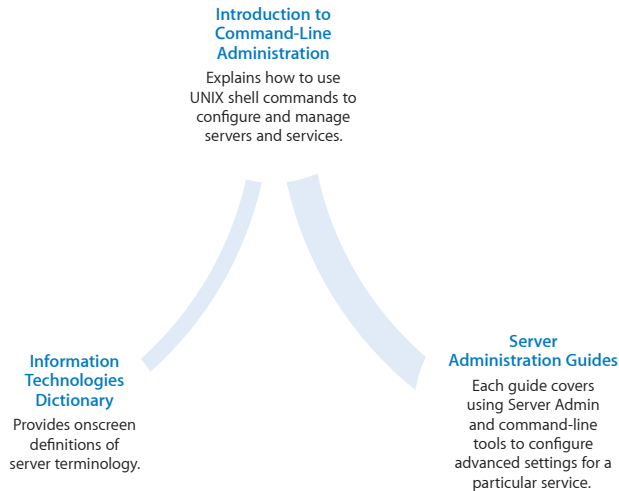 Introduction to
Command-Line
Administration
Explains how to use
UNIX shell commands to
configure and manage
servers and services.
Information
Technologies
Dictionary
Provides onscreen
definitions of
server terminology.
Server
Administration Guides
Each guide covers
using Server Admin
and command-line
tools to configure
advanced settings for a
particular service.